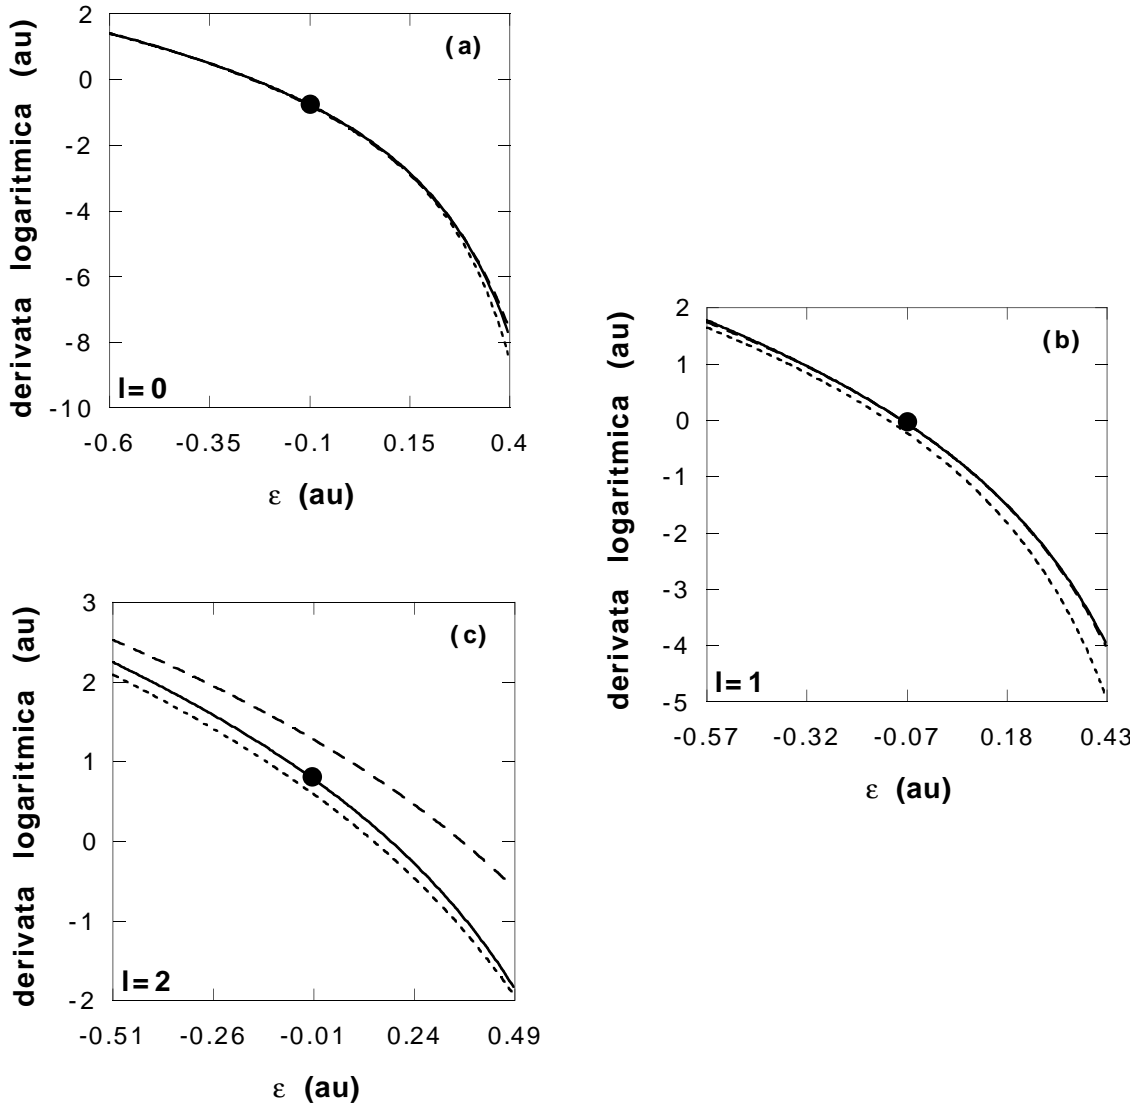 (a)
derivata logaritmica (au)
2
0
-2
-4
-6
-8
-10
l=0
-0.6 -0.35 -0.1 0.15 0.4
ε (au)
(b)
derivata logaritmica (au)
2
1
0
-1
-2
-3
-4
-5
l=1
-0.57 -0.32 -0.07 0.18 0.43
ε (au)
(c)
derivata logaritmica (au)
3
2
1
0
-1
-2
l=2
-0.51 -0.26 -0.01 0.24 0.49
ε (au)